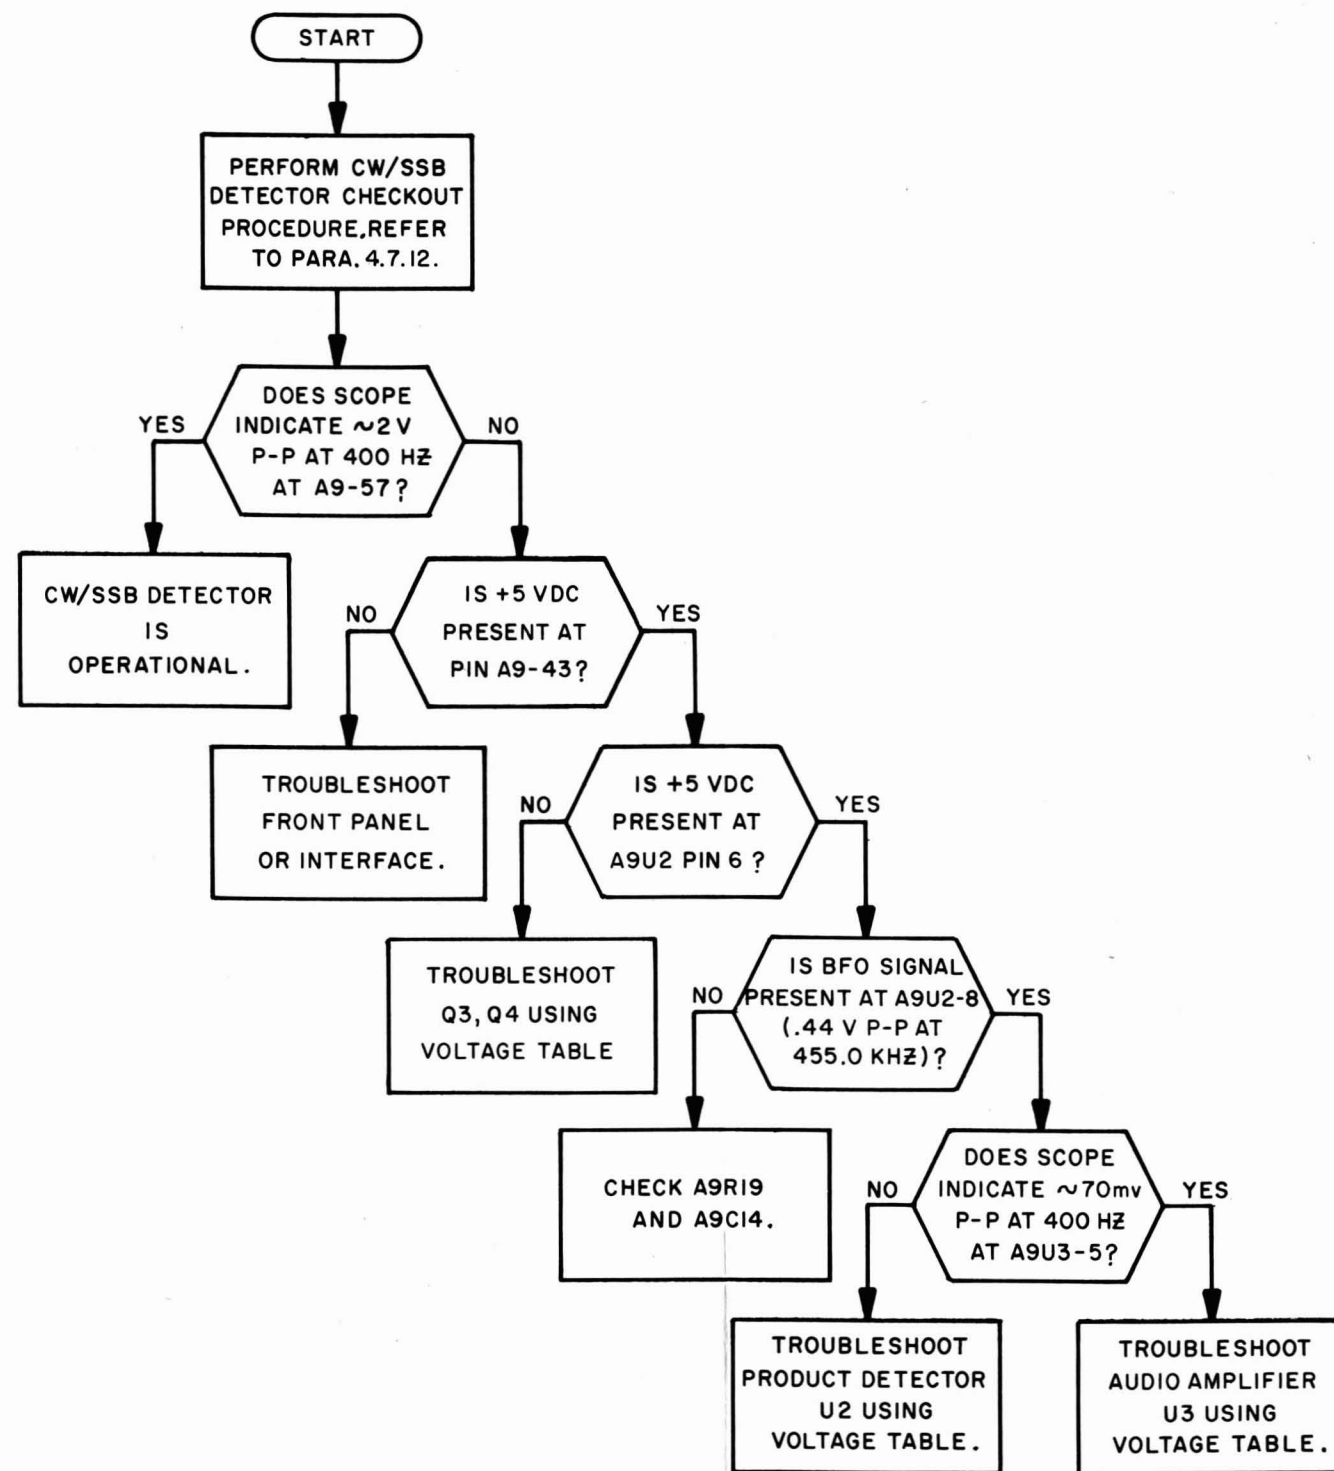 START
PERFORM CW/SSB
DETECTOR CHECKOUT
PROCEDURE, REFER
TO PARA. 4.7.12.
DOES SCOPE
INDICATE ~2 V
P-P AT 400 HZ
AT A9-57?
YES
NO
CW/SSB DETECTOR
IS
OPERATIONAL.
IS +5 VDC
PRESENT AT
PIN A9-43?
NO
YES
TROUBLESHOOT
FRONT PANEL
OR INTERFACE.
IS +5 VDC
PRESENT AT
A9U2 PIN 6 ?
NO
YES
TROUBLESHOOT
Q3, Q4 USING
VOLTAGE TABLE
IS BFO SIGNAL
PRESENT AT A9U2-8
(.44 V P-P AT
455.0 KHZ)?
NO
YES
CHECK A9R19
AND A9C14.
DOES SCOPE
INDICATE ~70mv
P-P AT 400 HZ
AT A9U3-5?
NO
YES
TROUBLESHOOT
PRODUCT DETECTOR
U2 USING
VOLTAGE TABLE.
TROUBLESHOOT
AUDIO AMPLIFIER
U3 USING
VOLTAGE TABLE.